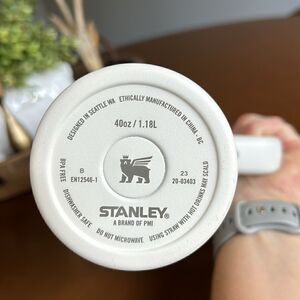 DESIGNED IN SEATTLE WA  ETHICALLY MANUFACTURED IN CHINA - BC
40oz / 1.18L
BPA FREE
B
EN12546-1
23
20-03403
STANLEY®
A BRAND OF PMI
DISHWASHER SAFE  DO NOT MICROWAVE  USING STRAW WITH HOT DRINKS MAY SCALD